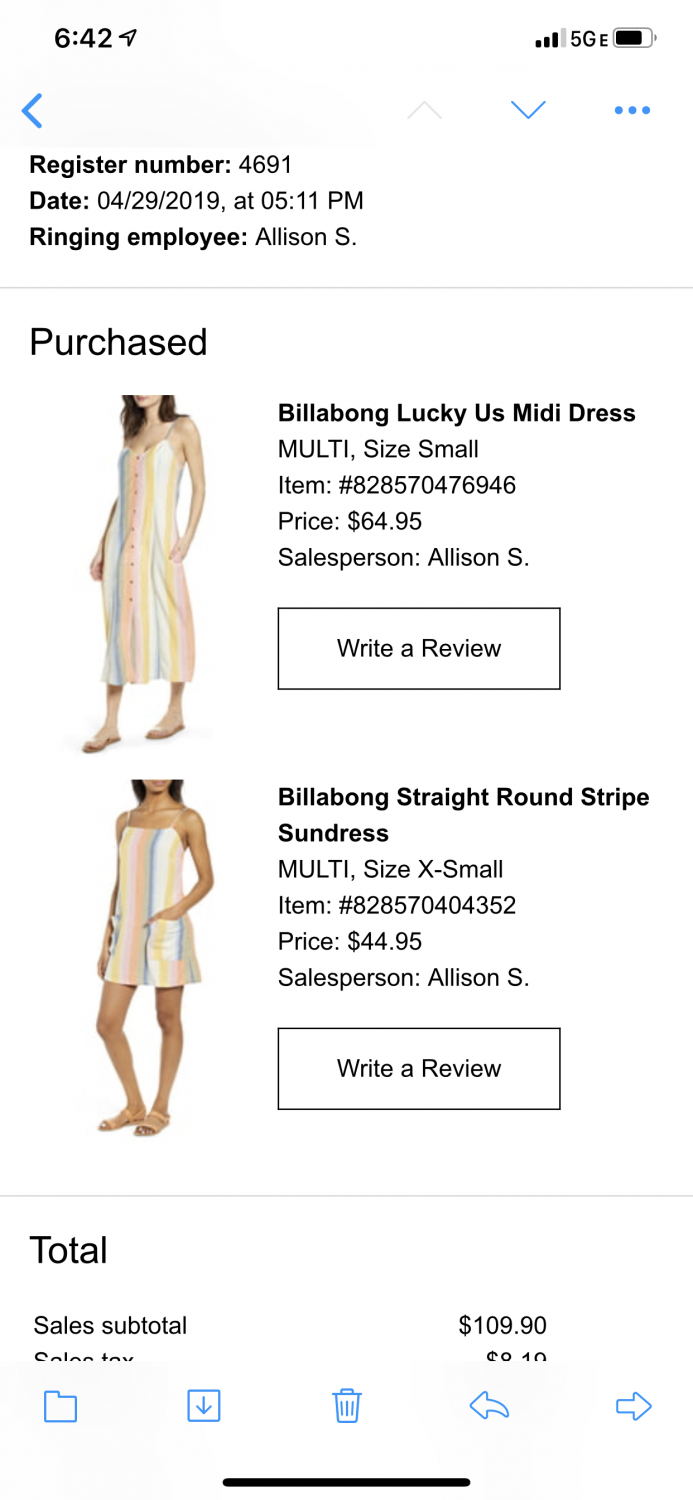 6:42
5GE
Register number: 4691
Date: 04/29/2019, at 05:11 PM
Ringing employee: Allison S.
Purchased
Billabong Lucky Us Midi Dress
MULTI, Size Small
Item: #828570476946
Price: $64.95
Salesperson: Allison S.
Write a Review
Billabong Straight Round Stripe
Sundress
MULTI, Size X-Small
Item: #828570404352
Price: $44.95
Salesperson: Allison S.
Write a Review
Total
Sales subtotal $109.90
Sales tax $8.19